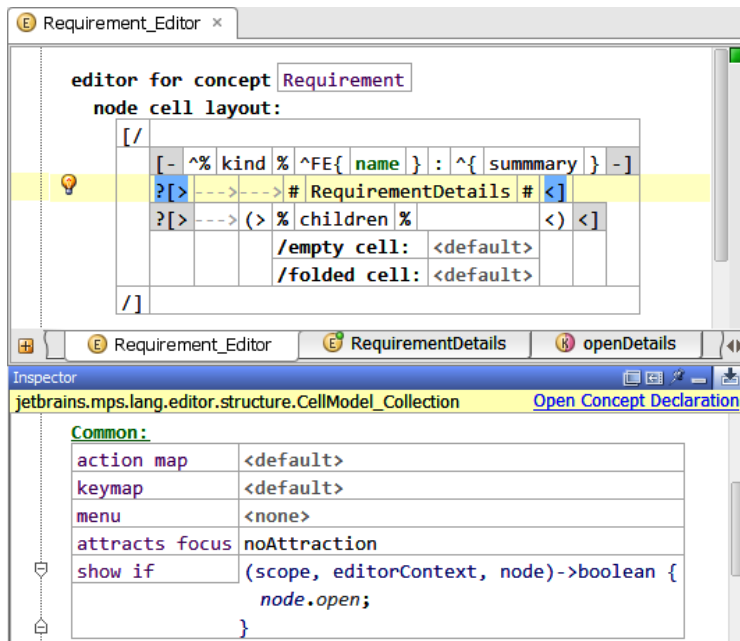 Requirement_Editor ×
editor for concept Requirement
node cell layout:
[/
[- ^% kind % ^FE{ name } : ^{ summmary } -]
?[> ---> ---> # RequirementDetails # <]
?[> ---> (> % children % <) <]
/empty cell: <default>
/folded cell: <default>
/]
Requirement_Editor RequirementDetails openDetails
Inspector
jetbrains.mps.lang.editor.structure.CellModel_Collection Open Concept Declaration
Common:
action map <default>
keymap <default>
menu <none>
attracts focus noAttraction
show if (scope, editorContext, node)->boolean {
node.open;
}